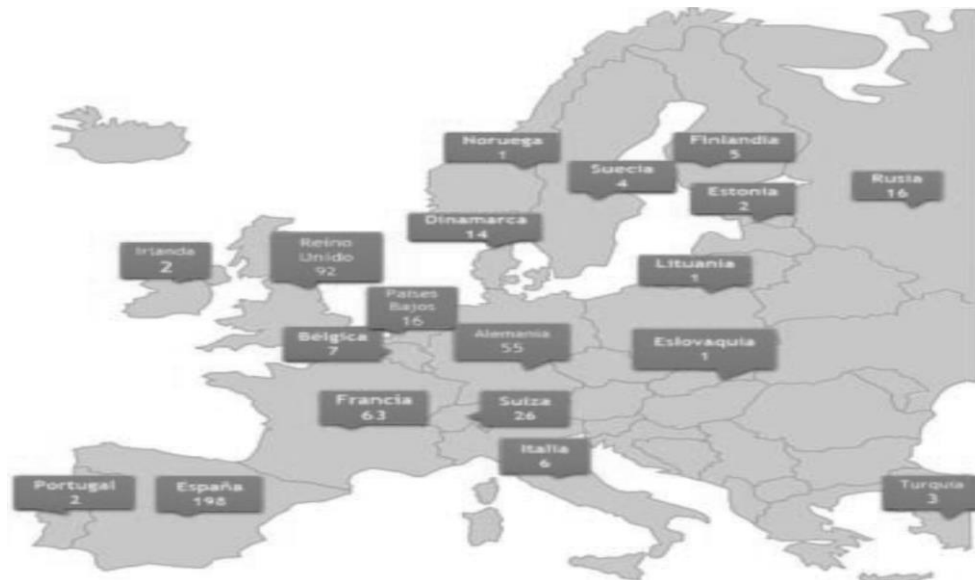 Noruega
1
Finlandia
5
Suecia
4
Estonia
2
Rusia
16
Dinamarca
14
Irlanda
2
Reino
Unido
92
Lituania
1
Países
Bajos
16
Bélgica
7
Alemania
55
Eslovaquia
1
Francia
63
Suiza
26
Italia
6
Portugal
2
España
198
Turquía
3